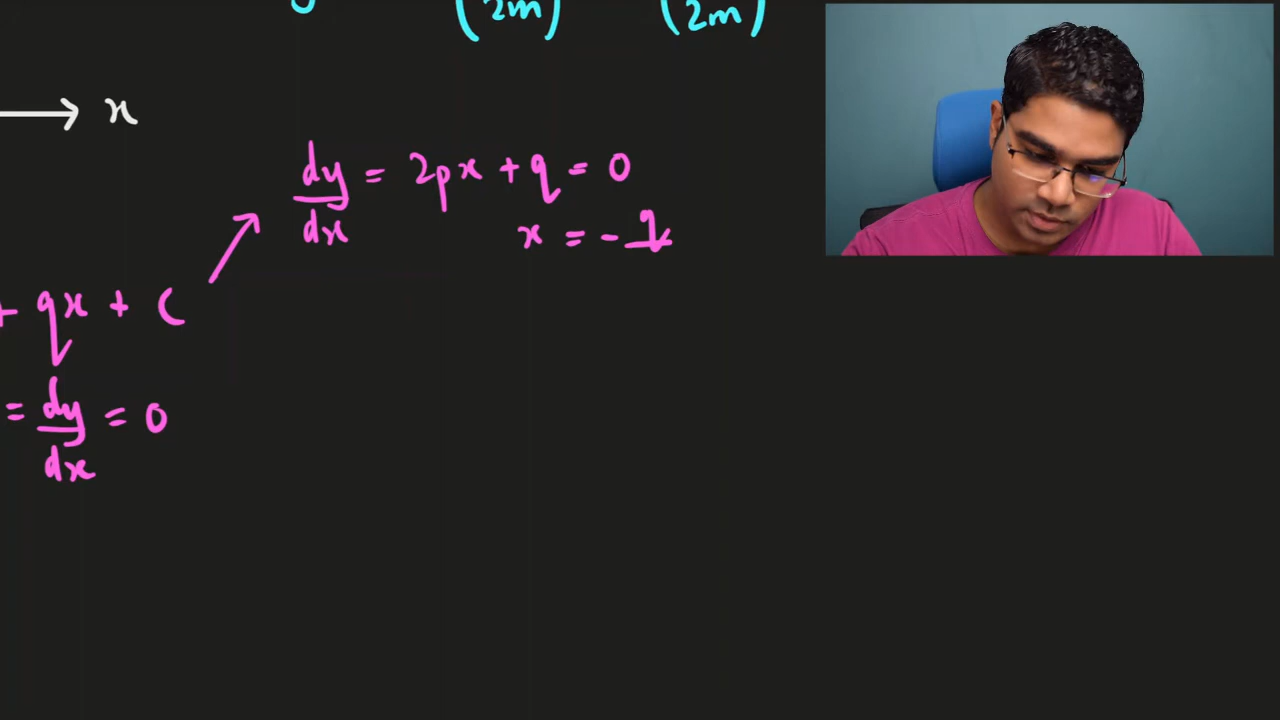 (2m) (2m)
x
dy/dx = 2px + q = 0
x = - q
+ qx + C
= dy/dx = 0